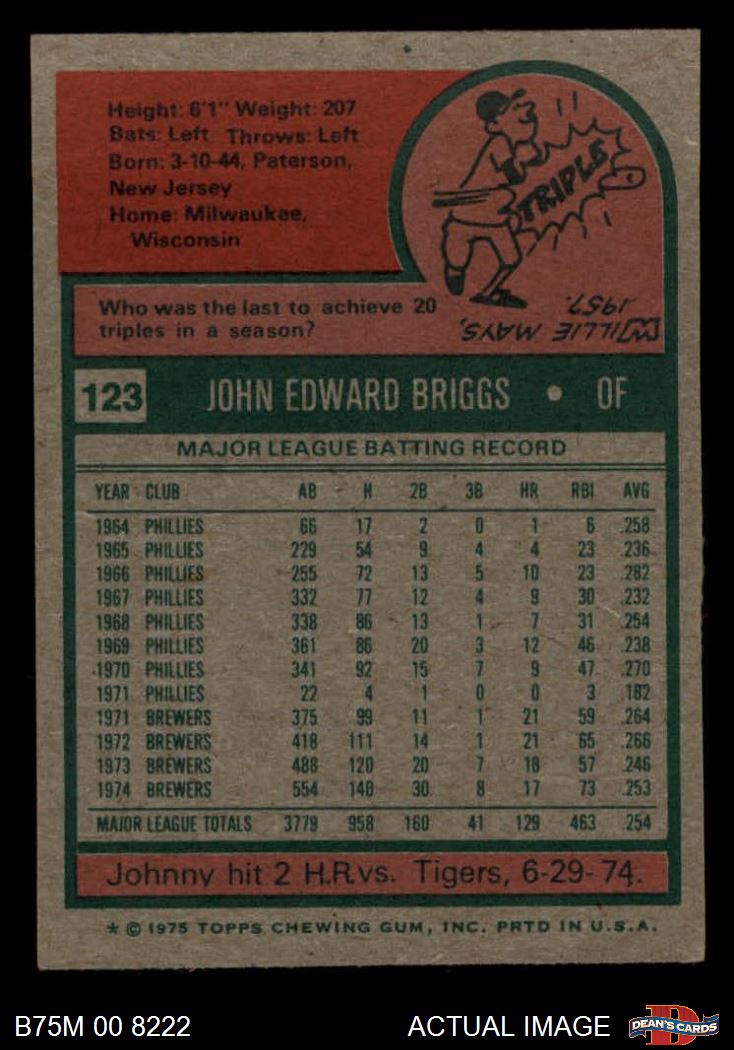 Height: 6'1" Weight: 207
Bats: Left Throws: Left
Born: 3-10-44, Paterson,
New Jersey
Home: Milwaukee,
Wisconsin
TRIPLE
Who was the last to achieve 20
triples in a season?
WILLIE MAYS,
1957.
123 JOHN EDWARD BRIGGS • OF
MAJOR LEAGUE BATTING RECORD
YEAR CLUB AB H 2B 3B HR RBI AVG
1964 PHILLIES 66 17 2 0 1 6 .258
1965 PHILLIES 229 54 9 4 4 23 .236
1966 PHILLIES 255 72 13 5 10 23 .282
1967 PHILLIES 332 77 12 4 9 30 .232
1968 PHILLIES 338 86 13 1 7 31 .254
1969 PHILLIES 361 86 20 3 12 46 .238
1970 PHILLIES 341 92 15 7 9 47 .270
1971 PHILLIES 22 4 1 0 0 3 .182
1971 BREWERS 375 99 11 1 21 59 .264
1972 BREWERS 418 111 14 1 21 65 .266
1973 BREWERS 488 120 20 7 18 57 .246
1974 BREWERS 554 140 30 8 17 73 .253
MAJOR LEAGUE TOTALS 3779 958 160 41 129 463 .254
Johnny hit 2 H.R. vs. Tigers, 6-29-74.
* © 1975 TOPPS CHEWING GUM, INC. PRTD IN U.S.A.
B75M 00 8222 ACTUAL IMAGE D DEAN'S CARDS